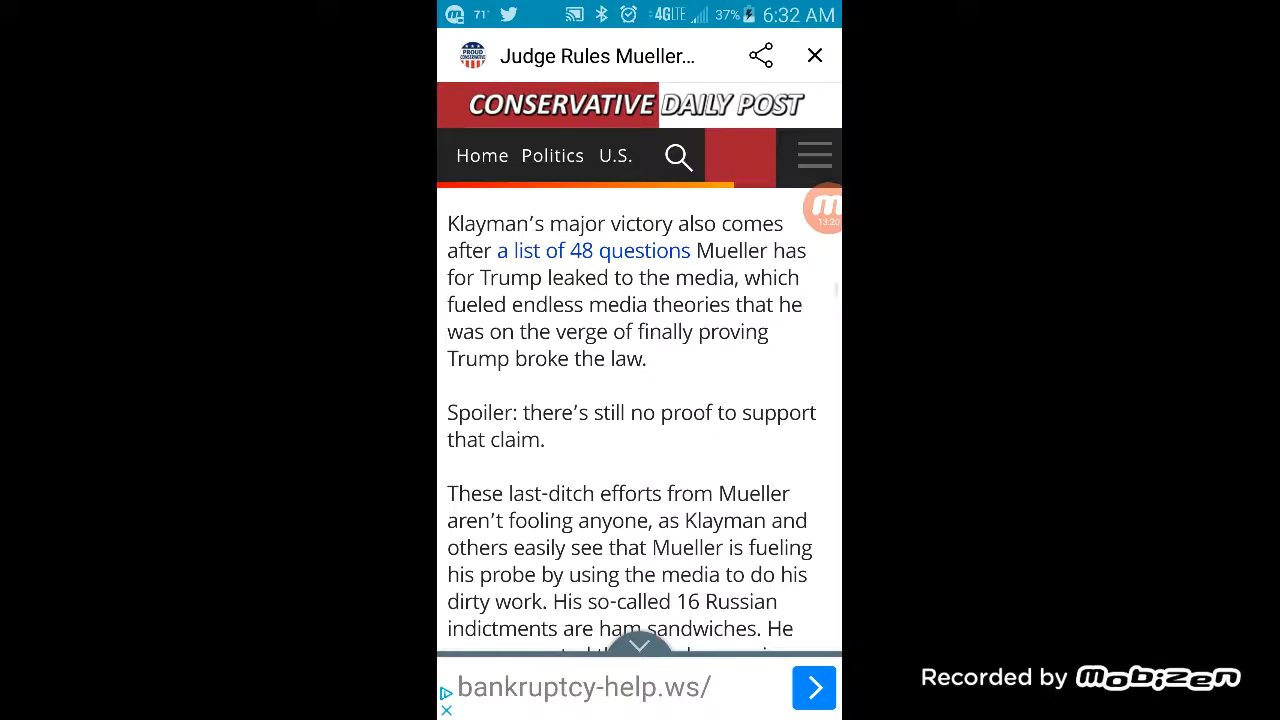 71°
4GLTE 37% 6:32 AM
PROUD CONSERVATIVE
Judge Rules Mueller...
CONSERVATIVE DAILY POST
Home Politics U.S.
13:20
Klayman’s major victory also comes
after a list of 48 questions Mueller has
for Trump leaked to the media, which
fueled endless media theories that he
was on the verge of finally proving
Trump broke the law.
Spoiler: there’s still no proof to support
that claim.
These last-ditch efforts from Mueller
aren’t fooling anyone, as Klayman and
others easily see that Mueller is fueling
his probe by using the media to do his
dirty work. His so-called 16 Russian
indictments are ham sandwiches. He
bankruptcy-help.ws/
Recorded by mobizen